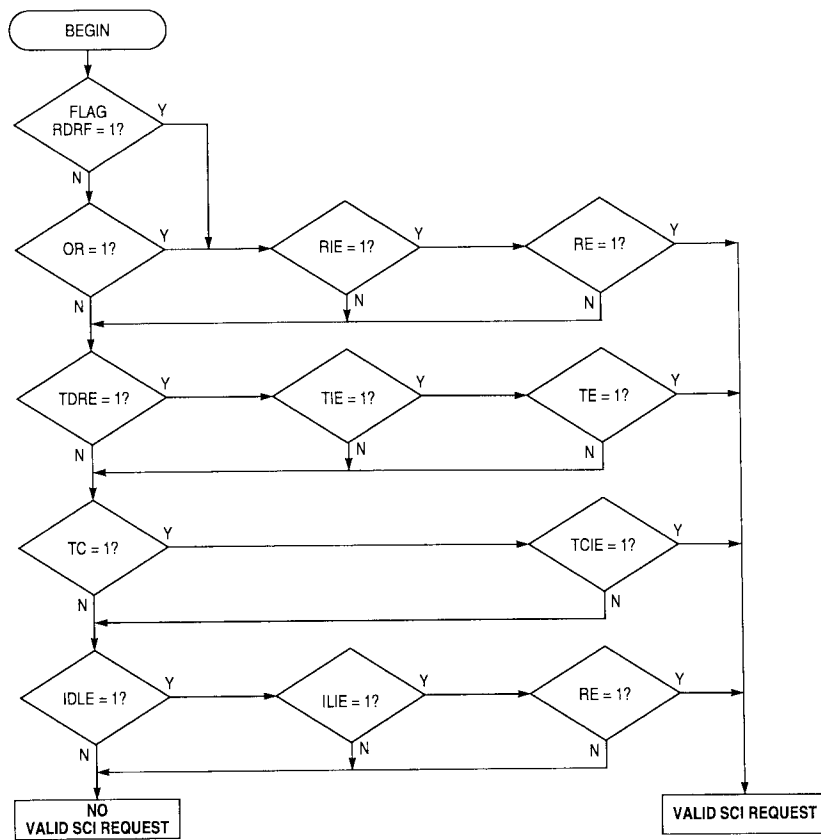 BEGIN
FLAG
RDRF = 1?
Y
N
OR = 1?
Y
RIE = 1?
Y
RE = 1?
Y
N
N
N
TDRE = 1?
Y
TIE = 1?
Y
TE = 1?
Y
N
N
N
TC = 1?
Y
TCIE = 1?
Y
N
N
IDLE = 1?
Y
ILIE = 1?
Y
RE = 1?
Y
N
N
N
NO
VALID SCI REQUEST
VALID SCI REQUEST